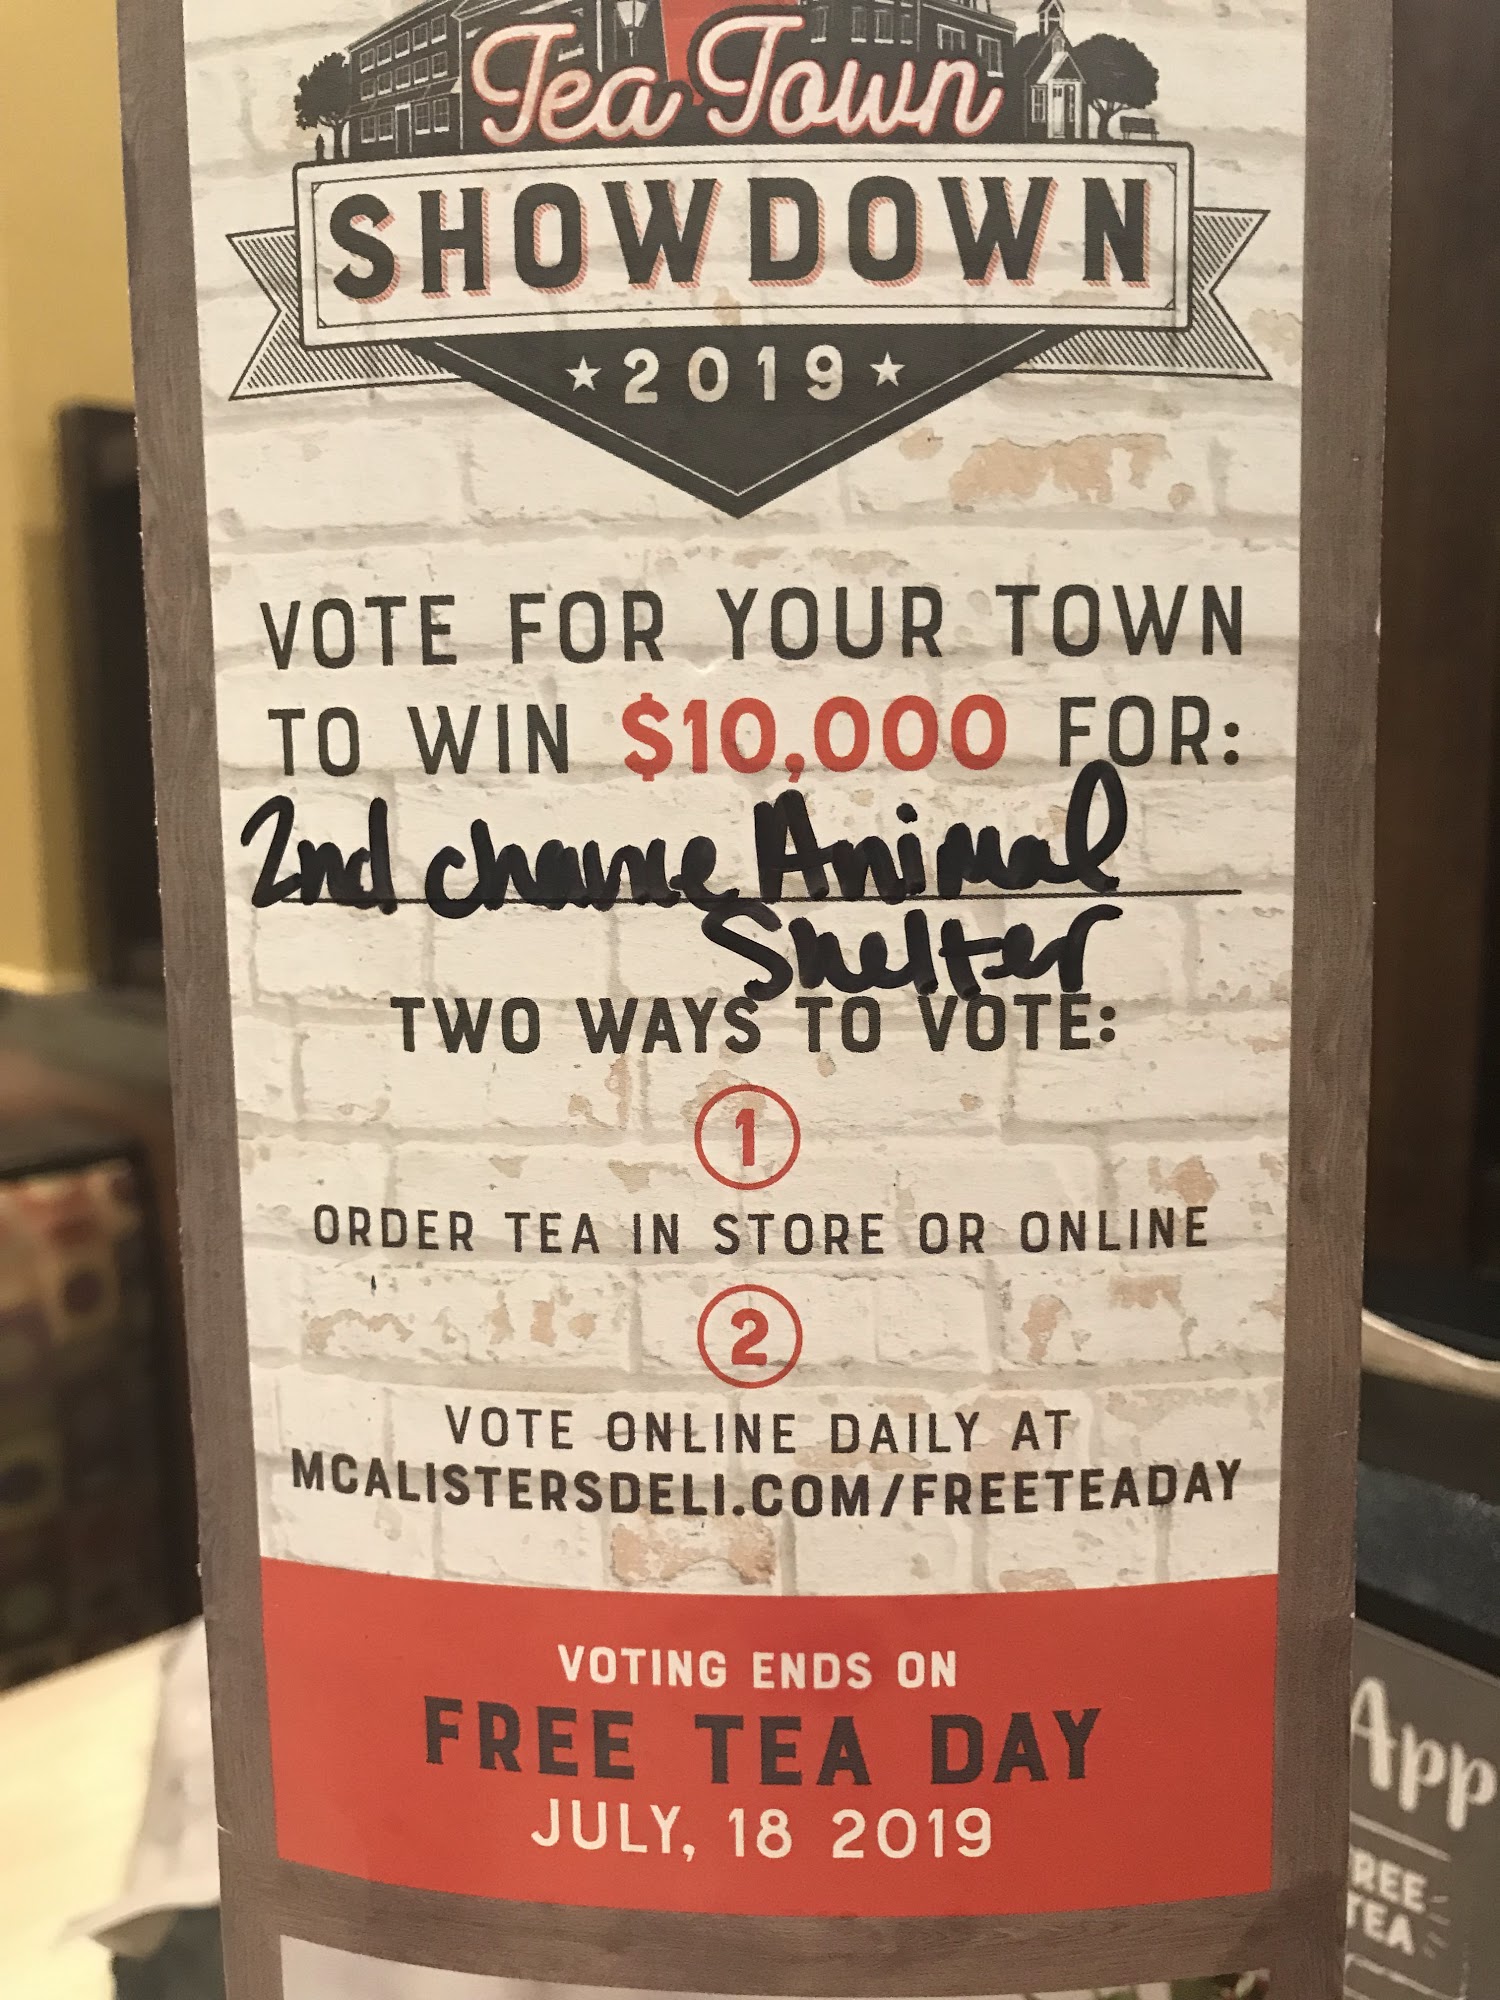 Tea Town
SHOWDOWN
2019
VOTE FOR YOUR TOWN
TO WIN $10,000 FOR:
2nd chance Animal
Shelter
TWO WAYS TO VOTE:
1
ORDER TEA IN STORE OR ONLINE
2
VOTE ONLINE DAILY AT
MCALISTERSDELI.COM/FREETEADAY
VOTING ENDS ON
FREE TEA DAY
JULY, 18 2019
App
REE
TEA